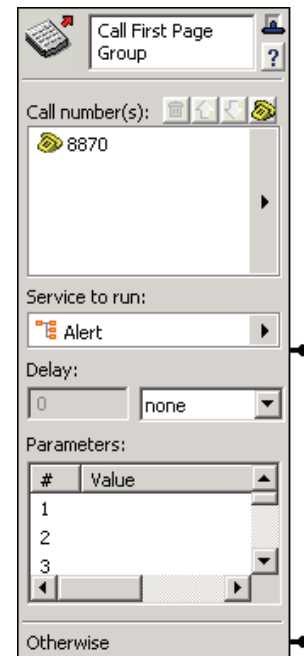 Call First Page
Group
?
Call number(s):
8870
Service to run:
Alert
Delay:
0 none
Parameters:
# Value
1
2
3
Otherwise